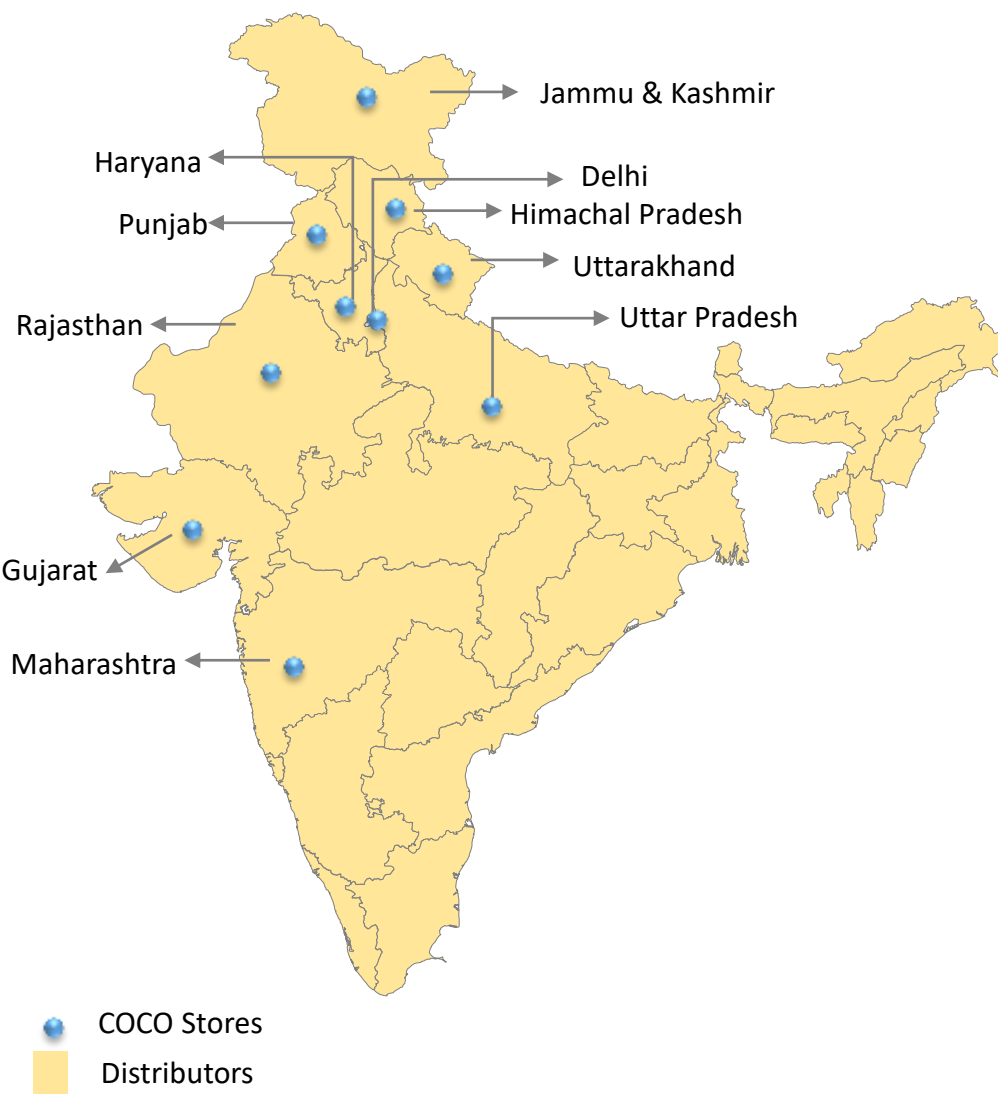 Jammu & Kashmir
Haryana
Delhi
Himachal Pradesh
Punjab
Uttarakhand
Uttar Pradesh
Rajasthan
Gujarat
Maharashtra
COCO Stores
Distributors